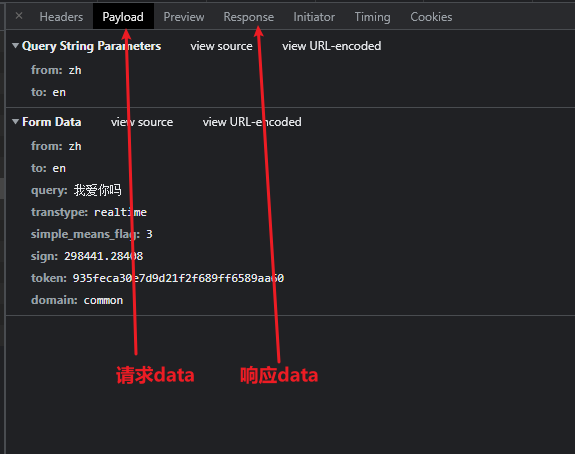 × Headers Payload Preview Response Initiator Timing Cookies
Query String Parameters view source view URL-encoded
from: zh
to: en
Form Data view source view URL-encoded
from: zh
to: en
query: 我爱你吗
transtype: realtime
simple_means_flag: 3
sign: 298441.28408
token: 935feca30e7d9d21f2f689ff6589aa60
domain: common
请求data 响应data